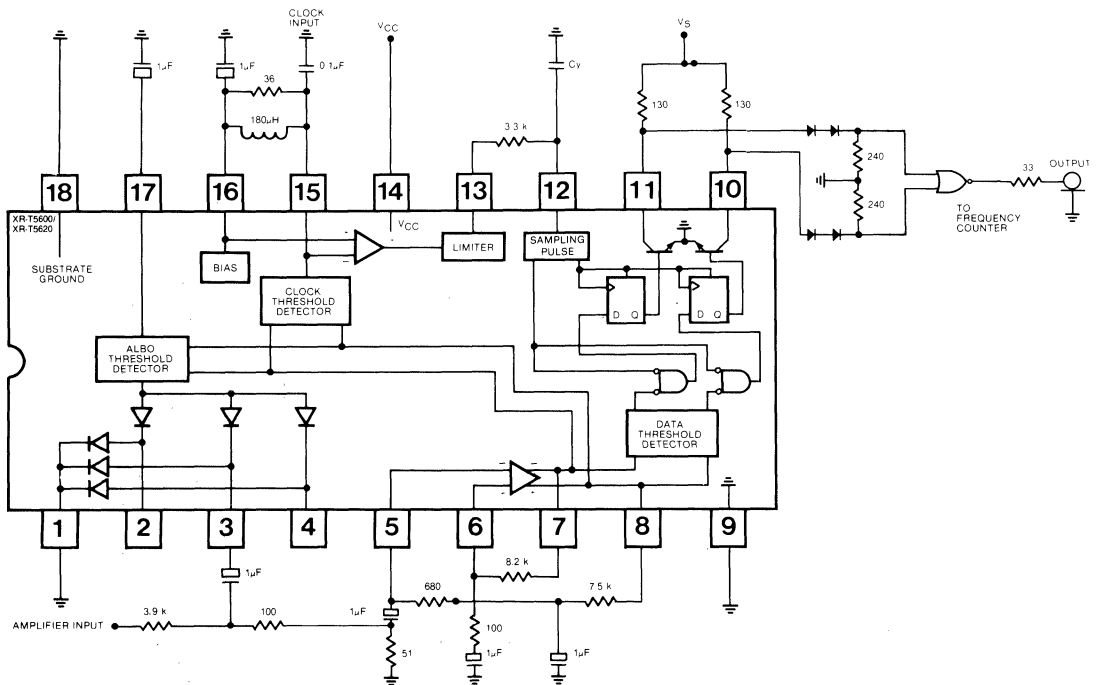 CLOCK
INPUT
VCC
VS
1µF
1µF
36
0 1µF
Cy
180µH
3 3 k
130
130
240
240
33
OUTPUT
TO
FREQUENCY
COUNTER
18
17
16
15
14
13
12
11
10
XR-T5600/
XR-T5620
SUBSTRATE
GROUND
BIAS
VCC
LIMITER
SAMPLING
PULSE
CLOCK
THRESHOLD
DETECTOR
D Q
D Q
ALBO
THRESHOLD
DETECTOR
DATA
THRESHOLD
DETECTOR
1
2
3
4
5
6
7
8
9
1µF
8.2 k
680
7 5 k
AMPLIFIER INPUT
3.9 k
100
1µF
51
100
1µF
1µF